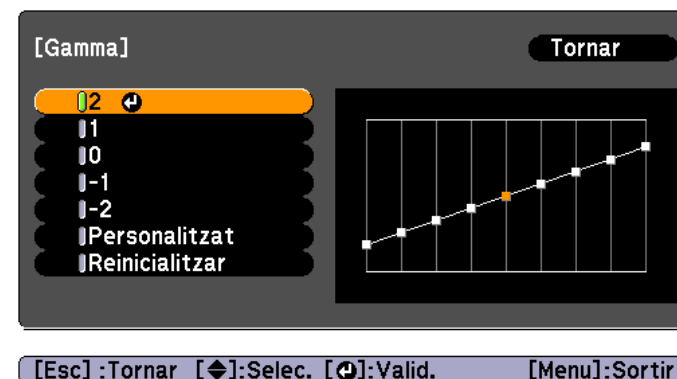 [Gamma]
Tornar
2
1
0
-1
-2
Personalitzat
Reinicialitzar
[Esc] :Tornar [◆]:Selec. [↵]:Valid. [Menu]:Sortir